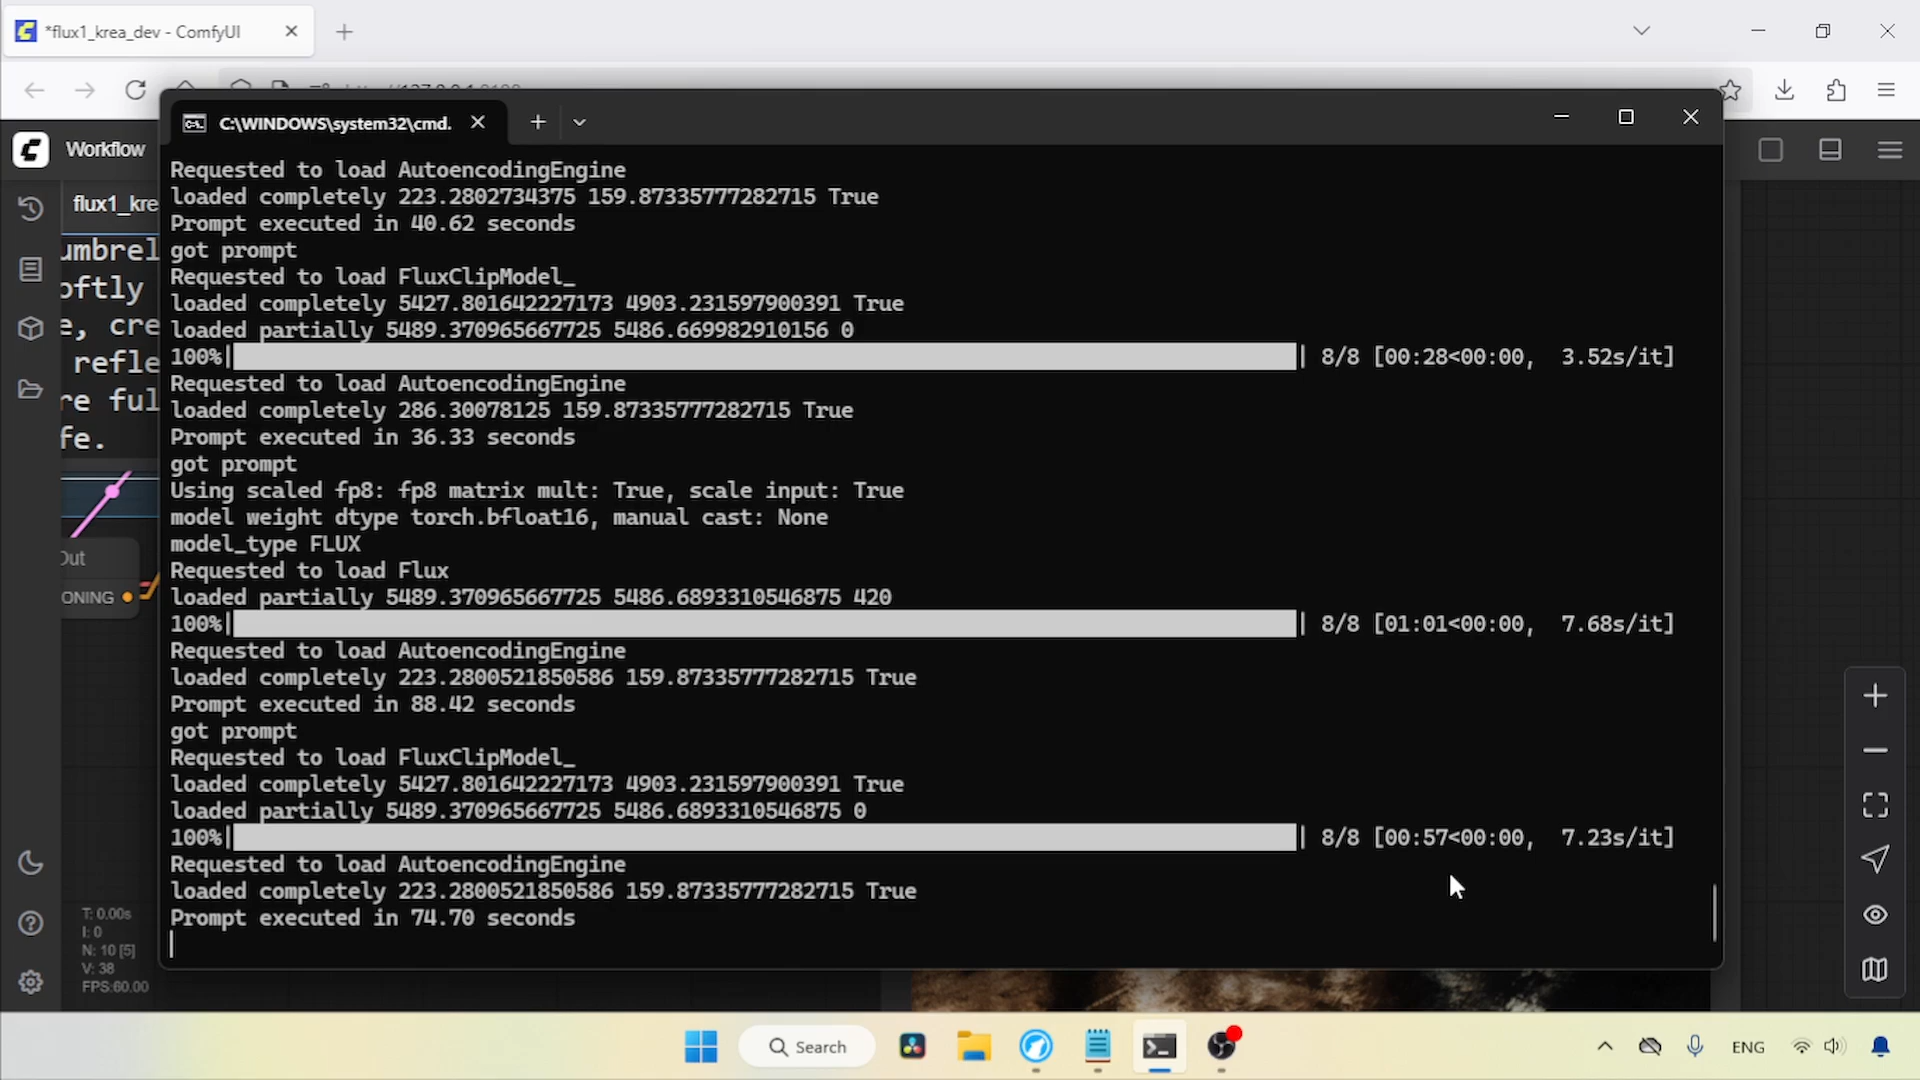 *flux1_krea_dev - ComfyUI
C:\WINDOWS\system32\cmd.
Workflow
flux1_kre
umbrel
oftly
e, cre
refle
re ful
fe.
Out
ONING
Requested to load AutoencodingEngine
loaded completely 223.2802734375 159.87335777282715 True
Prompt executed in 40.62 seconds
got prompt
Requested to load FluxClipModel_
loaded completely 5427.801642227173 4903.231597900391 True
loaded partially 5489.370965667725 5486.669982910156 0
100%| | 8/8 [00:28<00:00, 3.52s/it]
Requested to load AutoencodingEngine
loaded completely 286.30078125 159.87335777282715 True
Prompt executed in 36.33 seconds
got prompt
Using scaled fp8: fp8 matrix mult: True, scale input: True
model weight dtype torch.bfloat16, manual cast: None
model_type FLUX
Requested to load Flux
loaded partially 5489.370965667725 5486.6893310546875 420
100%| | 8/8 [01:01<00:00, 7.68s/it]
Requested to load AutoencodingEngine
loaded completely 223.2800521850586 159.87335777282715 True
Prompt executed in 88.42 seconds
got prompt
Requested to load FluxClipModel_
loaded completely 5427.801642227173 4903.231597900391 True
loaded partially 5489.370965667725 5486.6893310546875 0
100%| | 8/8 [00:57<00:00, 7.23s/it]
Requested to load AutoencodingEngine
loaded completely 223.2800521850586 159.87335777282715 True
Prompt executed in 74.70 seconds
T: 0.00s
I: 0
N: 10 [5]
V: 38
FPS:60.00
Search
ENG